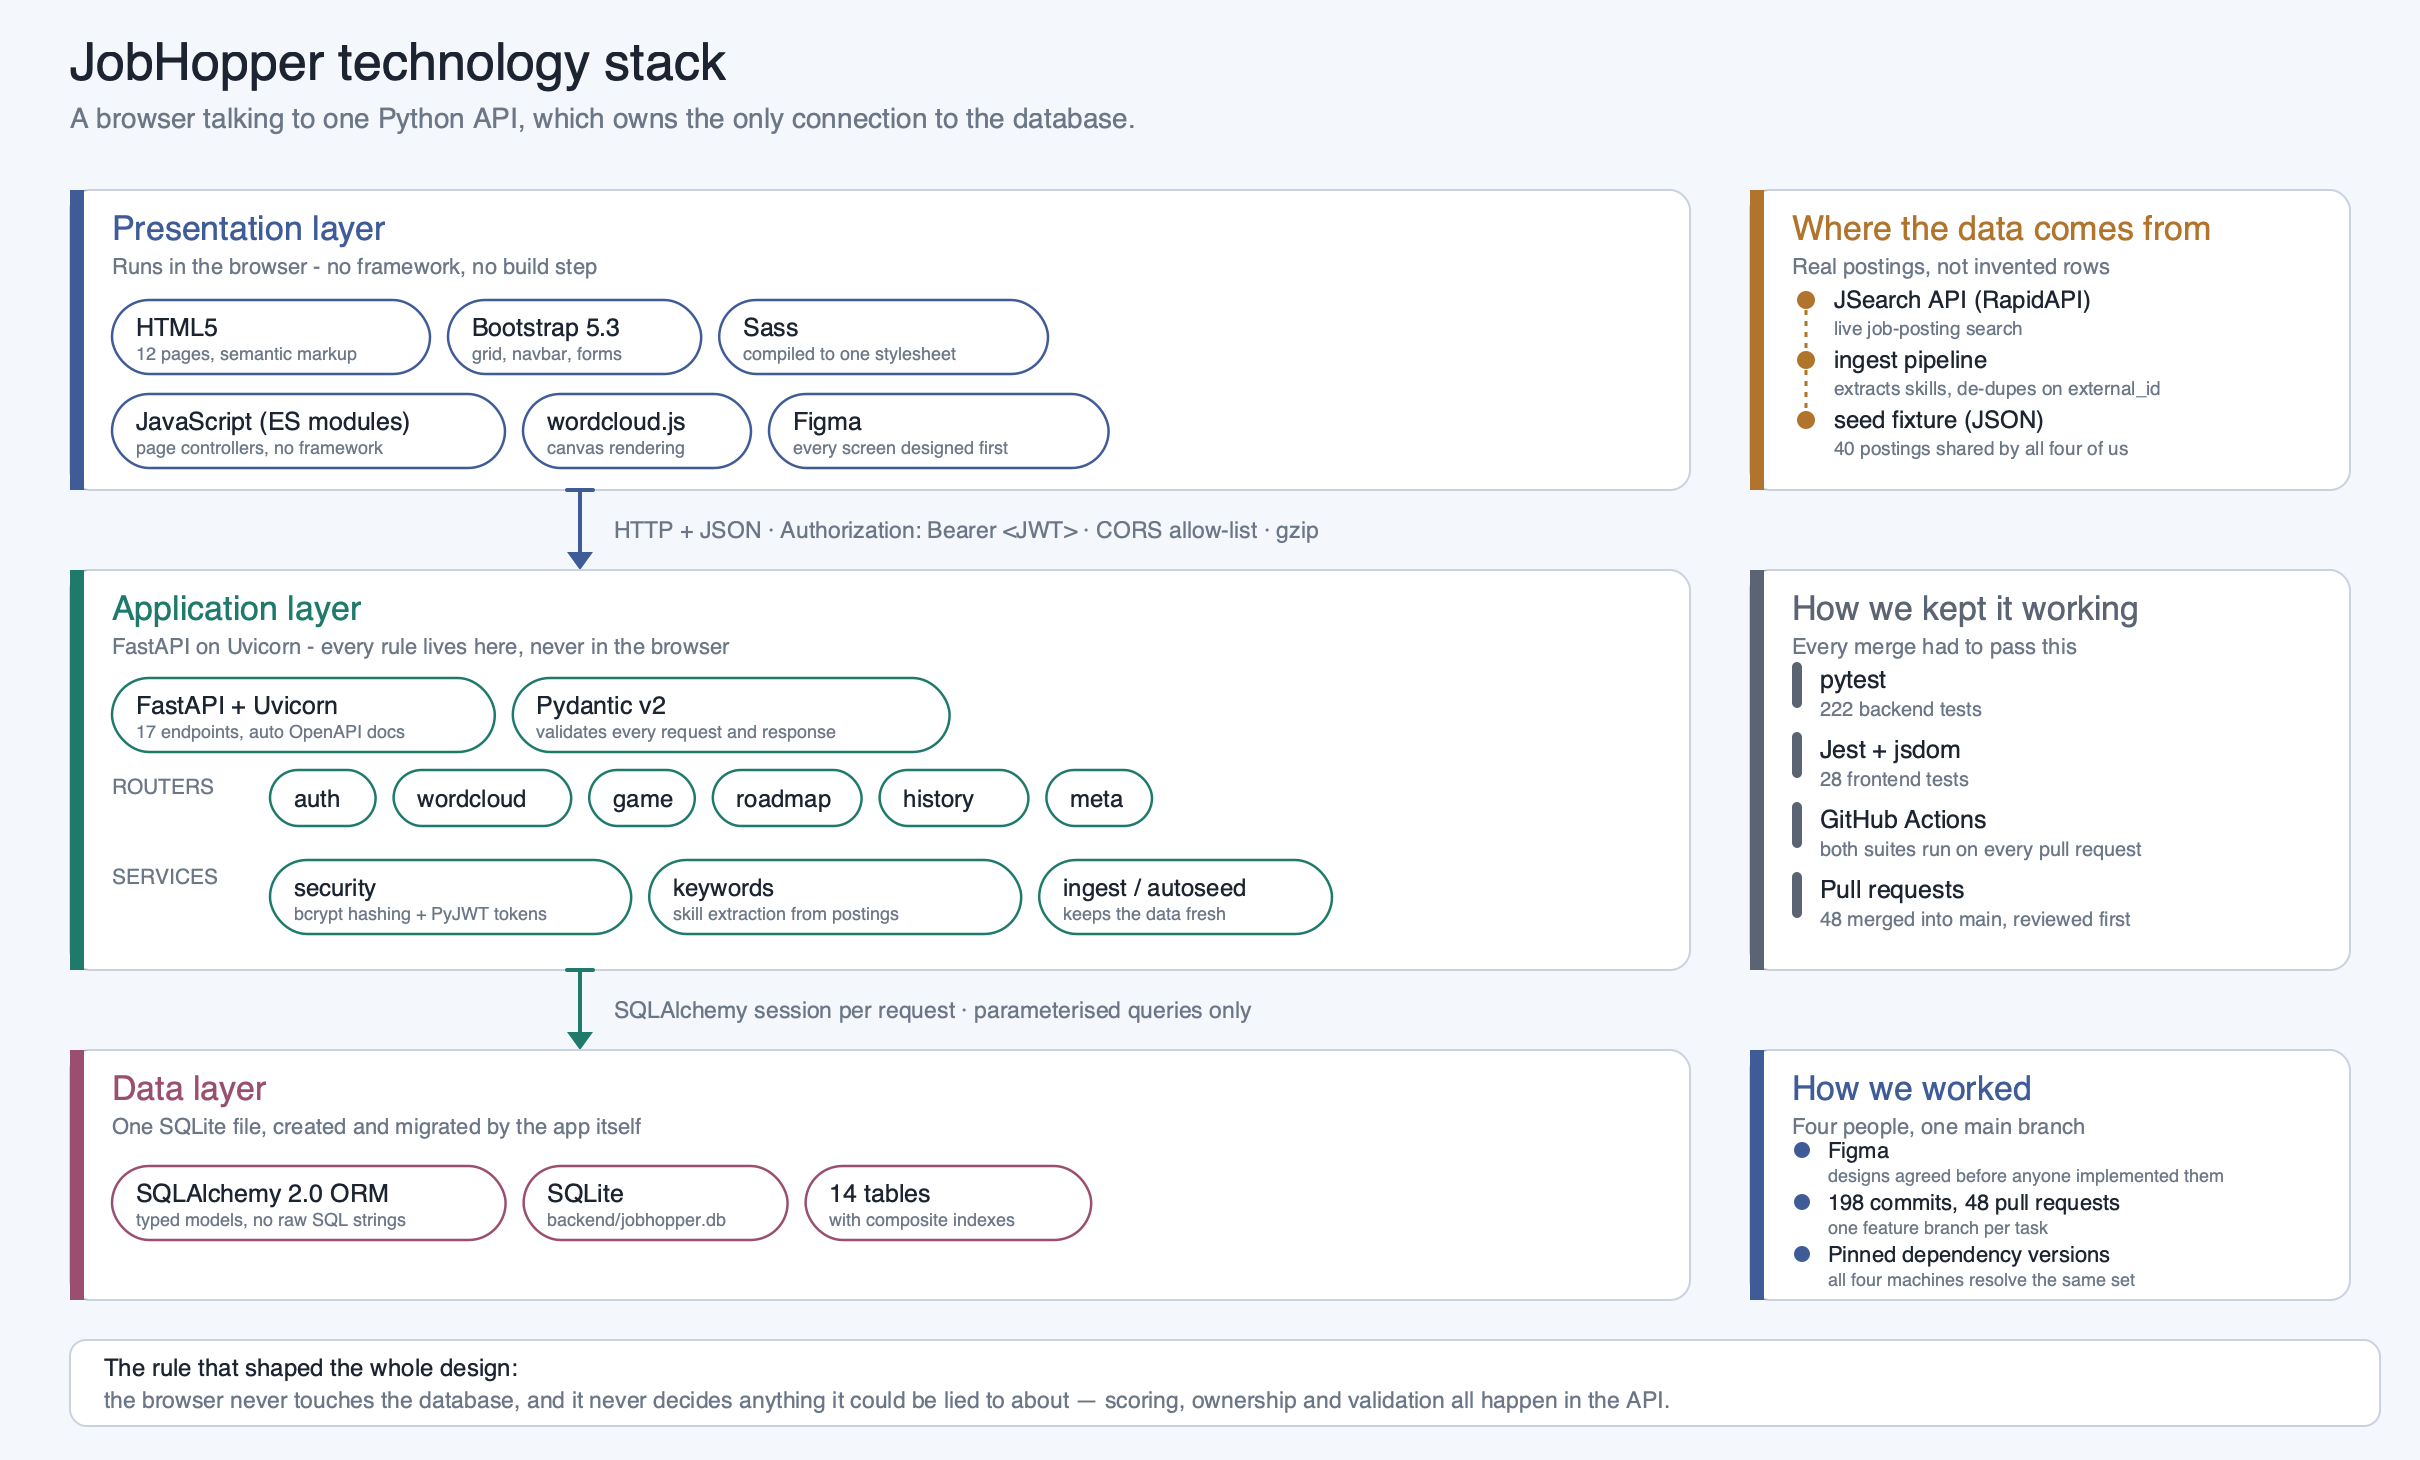 JobHopper technology stack
A browser talking to one Python API, which owns the only connection to the database.
Presentation layer
Runs in the browser - no framework, no build step
HTML5
12 pages, semantic markup
Bootstrap 5.3
grid, navbar, forms
Sass
compiled to one stylesheet
JavaScript (ES modules)
page controllers, no framework
wordcloud.js
canvas rendering
Figma
every screen designed first
HTTP + JSON · Authorization: Bearer <JWT> · CORS allow-list · gzip
Application layer
FastAPI on Uvicorn - every rule lives here, never in the browser
FastAPI + Uvicorn
17 endpoints, auto OpenAPI docs
Pydantic v2
validates every request and response
ROUTERS
auth
wordcloud
game
roadmap
history
meta
SERVICES
security
bcrypt hashing + PyJWT tokens
keywords
skill extraction from postings
ingest / autoseed
keeps the data fresh
SQLAlchemy session per request · parameterised queries only
Data layer
One SQLite file, created and migrated by the app itself
SQLAlchemy 2.0 ORM
typed models, no raw SQL strings
SQLite
backend/jobhopper.db
14 tables
with composite indexes
Where the data comes from
Real postings, not invented rows
JSearch API (RapidAPI)
live job-posting search
ingest pipeline
extracts skills, de-dupes on external_id
seed fixture (JSON)
40 postings shared by all four of us
How we kept it working
Every merge had to pass this
pytest
222 backend tests
Jest + jsdom
28 frontend tests
GitHub Actions
both suites run on every pull request
Pull requests
48 merged into main, reviewed first
How we worked
Four people, one main branch
Figma
designs agreed before anyone implemented them
198 commits, 48 pull requests
one feature branch per task
Pinned dependency versions
all four machines resolve the same set
The rule that shaped the whole design:
the browser never touches the database, and it never decides anything it could be lied to about — scoring, ownership and validation all happen in the API.